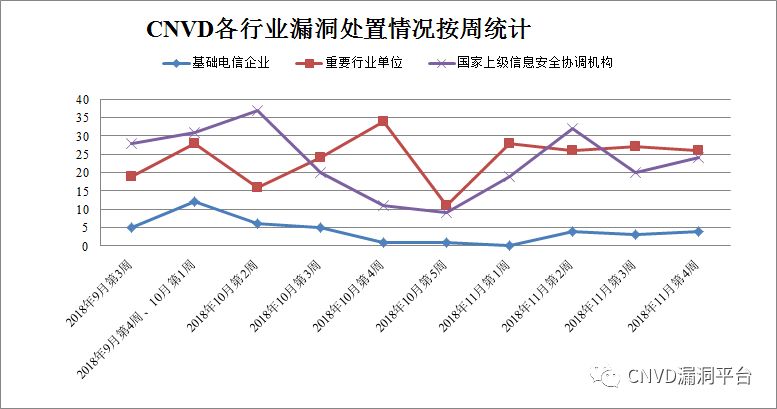 CNVD各行业漏洞处置情况按周统计
基础电信企业 重要行业单位 国家上级信息安全协调机构
40
35
30
25
20
15
10
5
0
2018年9月第3周
2018年9月第4周、10月第1周
2018年10月第2周
2018年10月第3周
2018年10月第4周
2018年10月第5周
2018年11月第1周
2018年11月第2周
2018年11月第3周
2018年11月第4周
CNVD漏洞平台